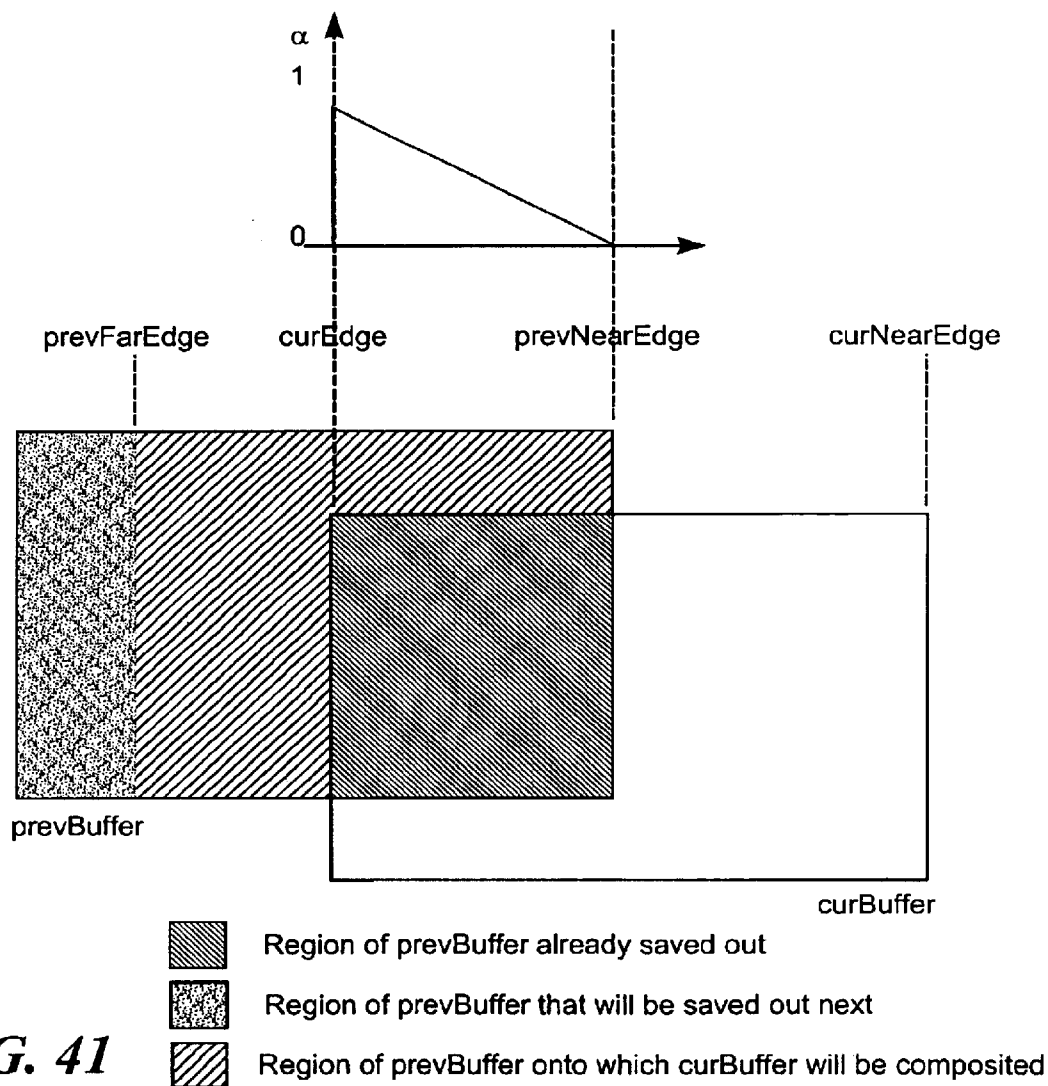 α
1
0
prevFarEdge curEdge prevNearEdge curNearEdge
prevBuffer
curBuffer
Region of prevBuffer already saved out
Region of prevBuffer that will be saved out next
G. 41 Region of prevBuffer onto which curBuffer will be composited